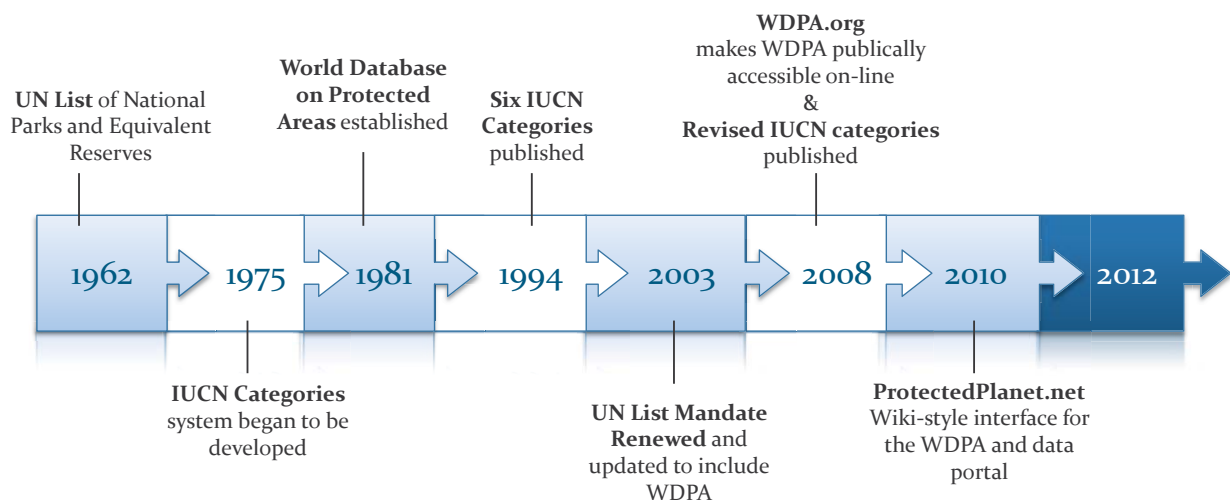 UN List of National
Parks and Equivalent
Reserves
World Database
on Protected
Areas established
Six IUCN
Categories
published
WDPA.org
makes WDPA publically
accessible on-line
&
Revised IUCN categories
published
1962
1975
1981
1994
2003
2008
2010
2012
IUCN Categories
system began to be
developed
UN List Mandate
Renewed and
updated to include
WDPA
ProtectedPlanet.net
Wiki-style interface for
the WDPA and data
portal